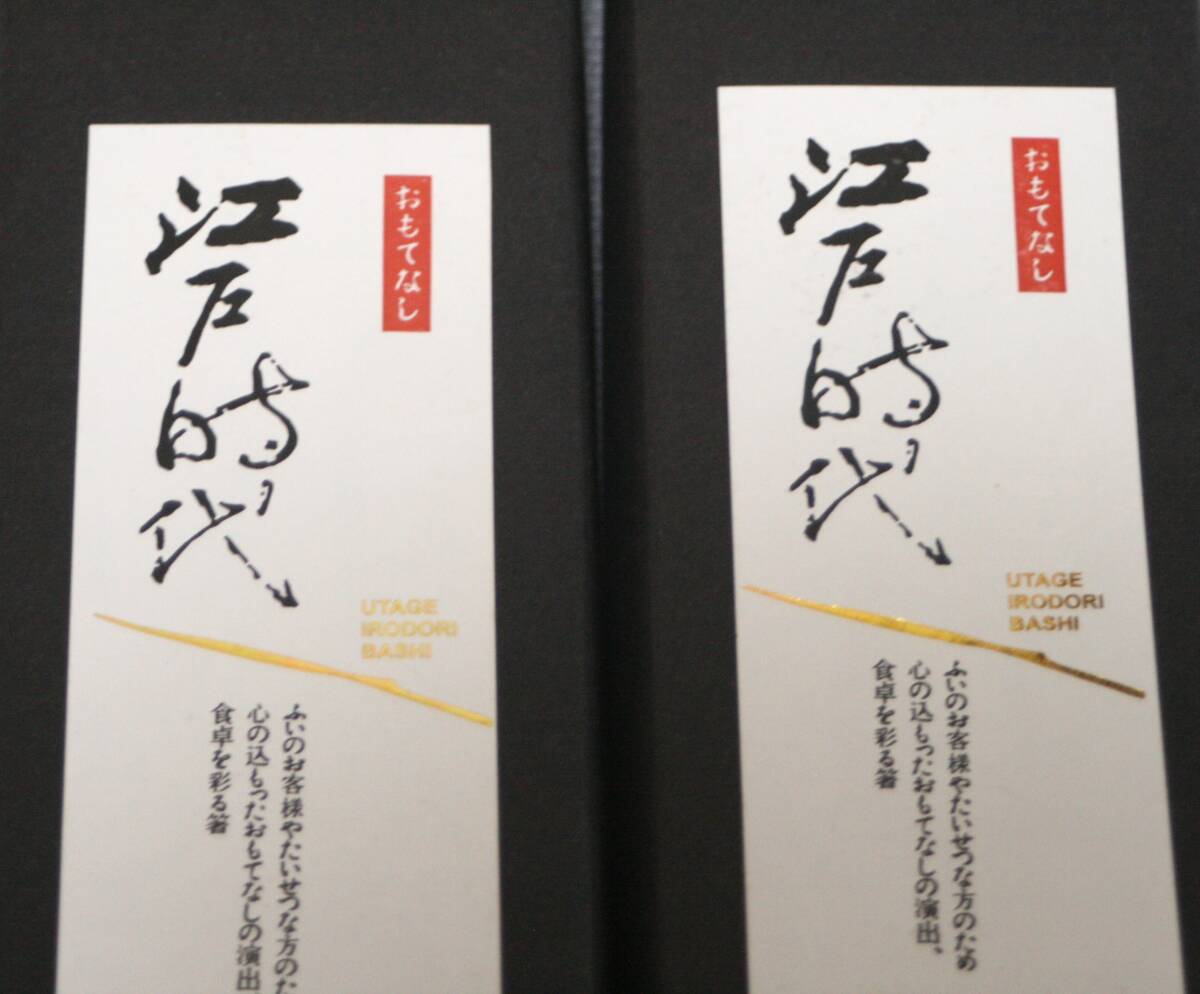 おもてなし
江戸時代
UTAGE
IRODORI
BASHI
ふいのお客様やたいせつな方のた
心の込もったおもてなしの演出、
食卓を彩る箸
おもてなし
江戸時代
UTAGE
IRODORI
BASHI
ふいのお客様やたいせつな方のため
心の込もったおもてなしの演出、
食卓を彩る箸